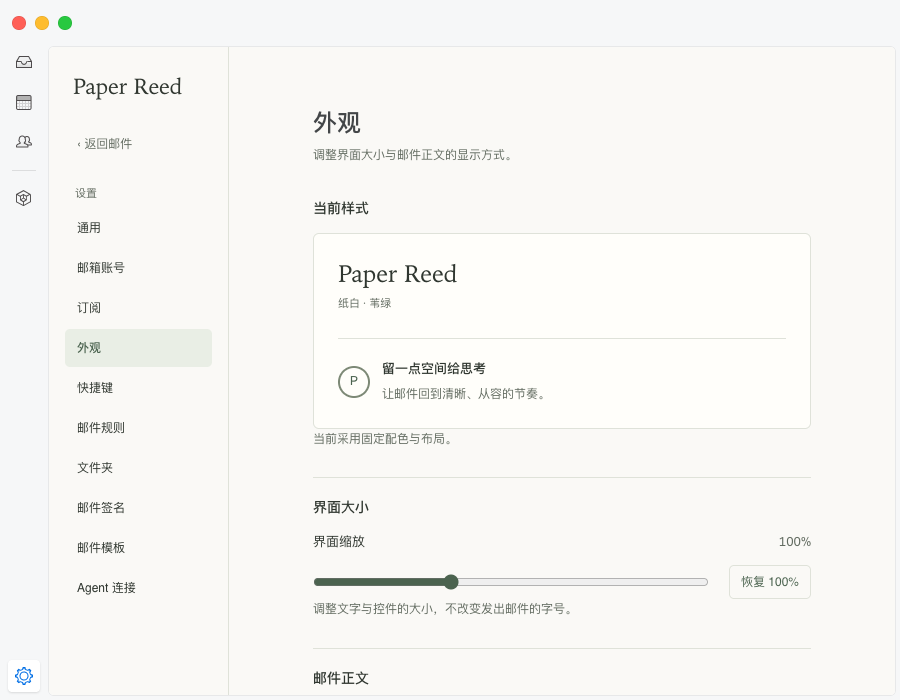 Paper Reed
‹ 返回邮件
设置
通用
邮箱账号
订阅
外观
快捷键
邮件规则
文件夹
邮件签名
邮件模板
Agent 连接
外观
调整界面大小与邮件正文的显示方式。
当前样式
Paper Reed
纸白 · 苇绿
P
留一点空间给思考
让邮件回到清晰、从容的节奏。
当前采用固定配色与布局。
界面大小
界面缩放
100%
恢复 100%
调整文字与控件的大小，不改变发出邮件的字号。
邮件正文